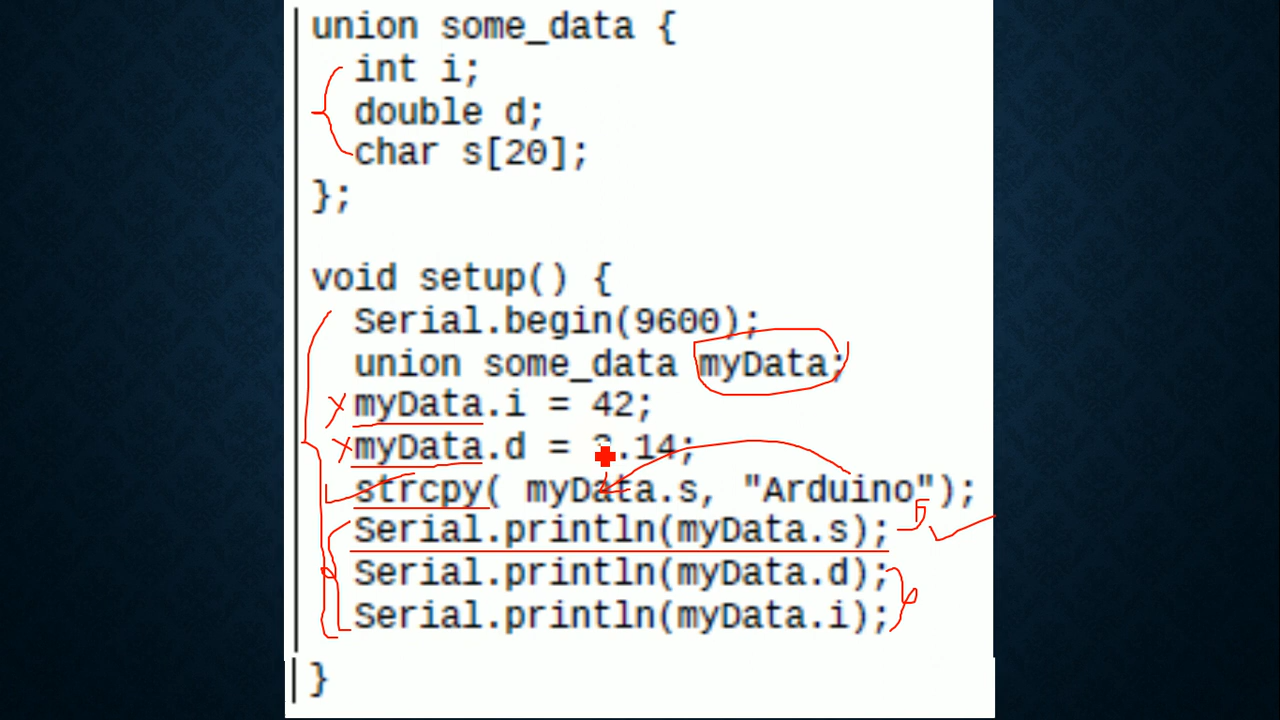 union some_data {
int i;
double d;
char s[20];
};
void setup() {
Serial.begin(9600);
union some_data myData;
myData.i = 42;
myData.d = 3.14;
strcpy( myData.s, "Arduino");
Serial.println(myData.s);
Serial.println(myData.d);
Serial.println(myData.i);
}